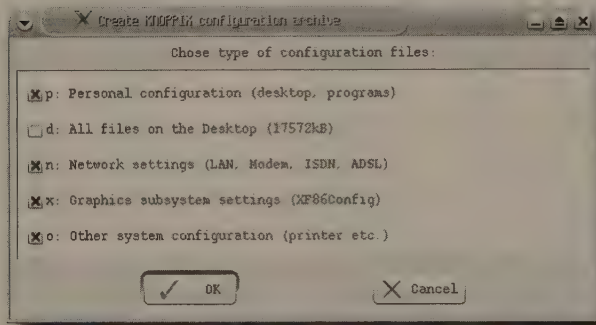 Create KNOPPIX configuration archive
Chose type of configuration files:
p: Personal configuration (desktop, programs)
d: All files on the Desktop (17572kB)
n: Network settings (LAN, Modem, ISDN, ADSL)
x: Graphics subsystem settings (XF86Config)
o: Other system configuration (printer etc.)
OK
Cancel